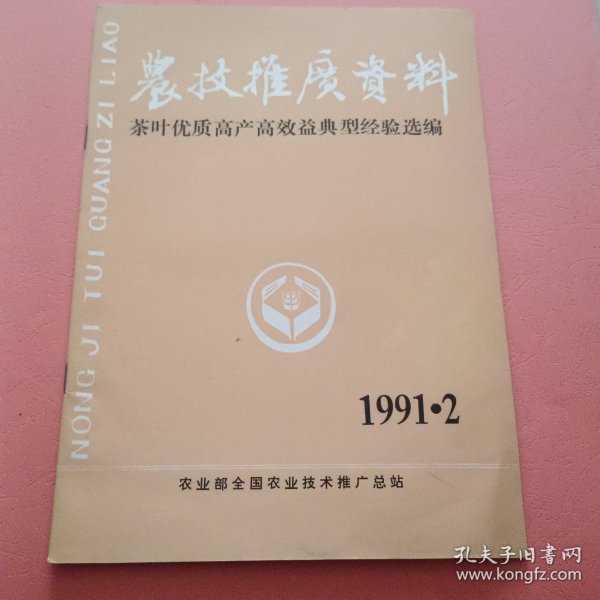 農技推廣資料
茶叶优质高产高效益典型经验选编
NONG JI TUI GUANG ZI LIAO
1991·2
农业部全国农业技术推广总站
孔夫子旧书网
www.kongfz.com